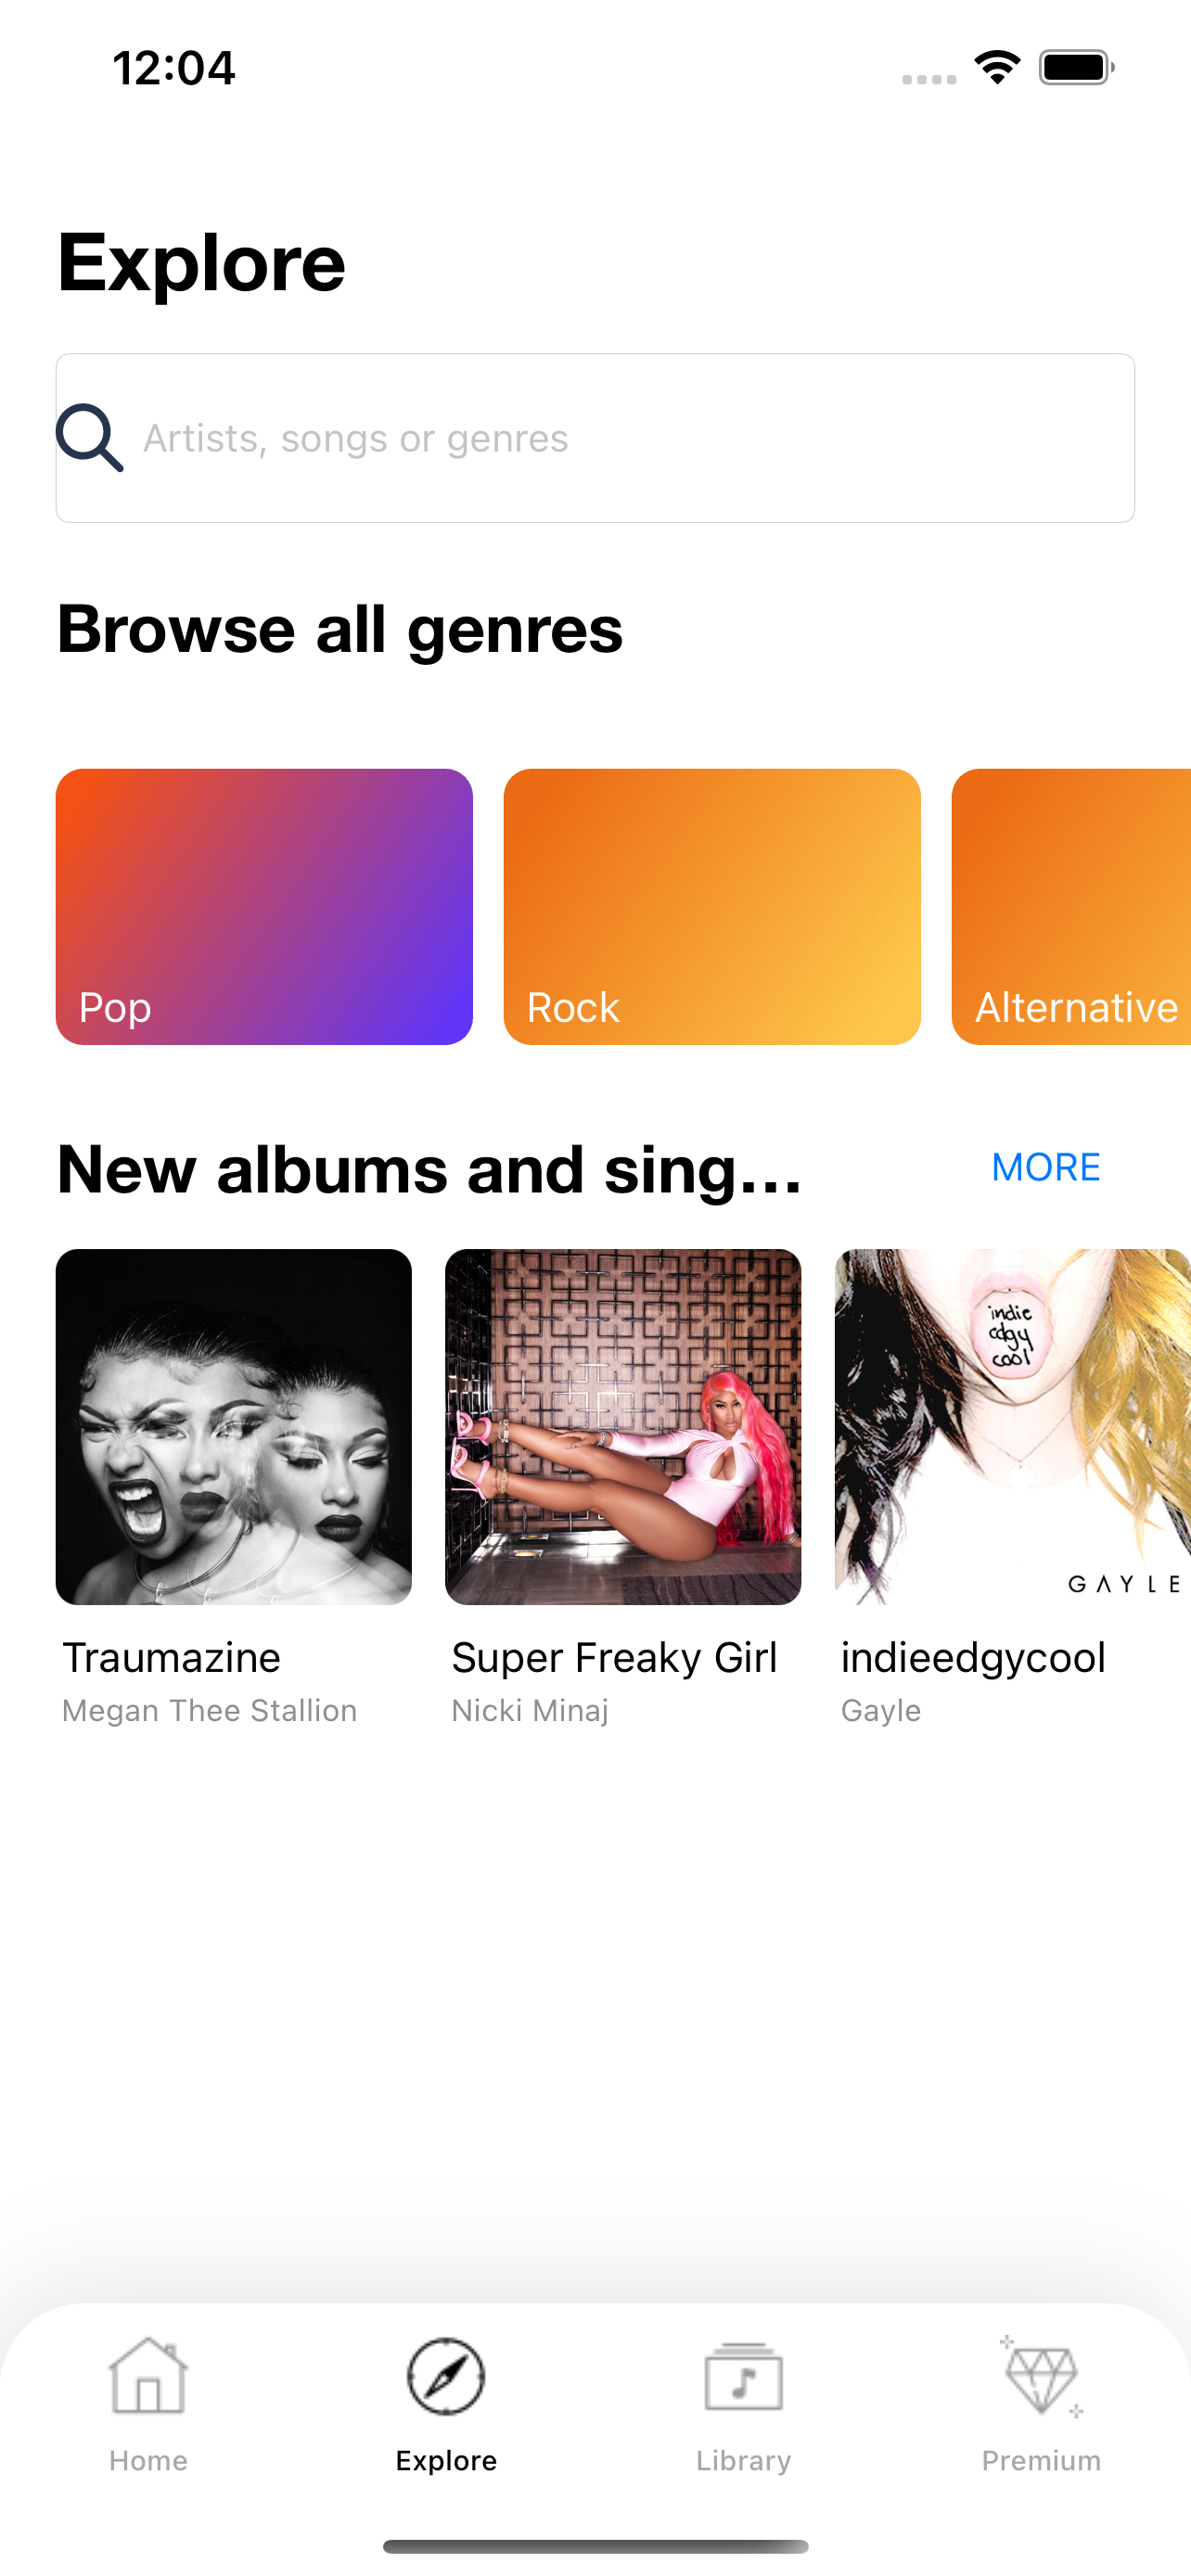 12:04
Explore
Artists, songs or genres
Browse all genres
Pop
Rock
Alternative
New albums and sing...
MORE
indie
edgy
cool
GAYLE
Traumazine
Super Freaky Girl
indieedgycool
Megan Thee Stallion
Nicki Minaj
Gayle
Home
Explore
Library
Premium